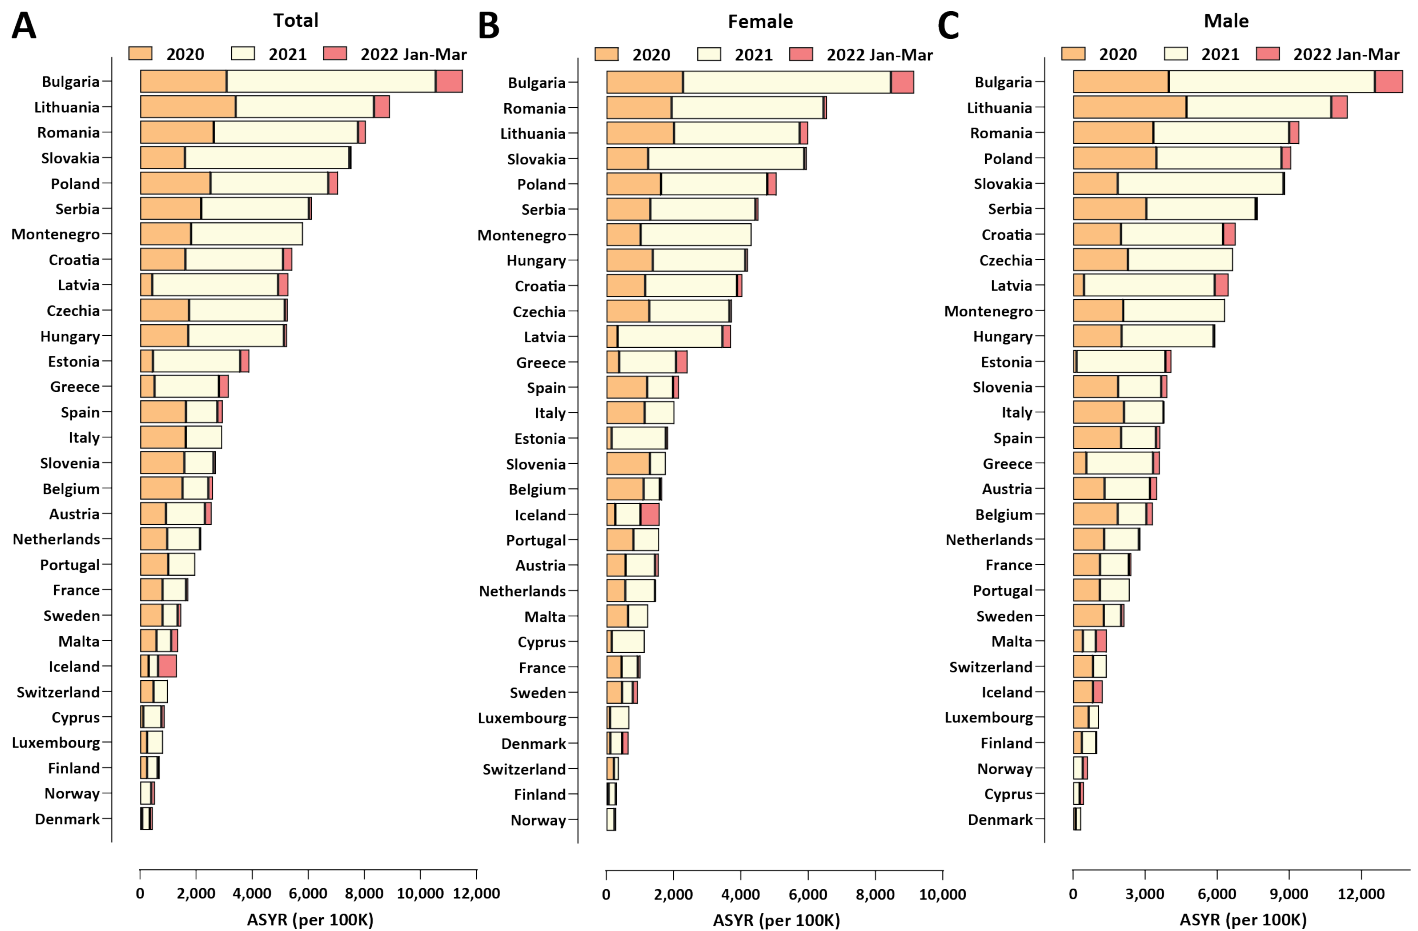 A
Total
2020
2021
2022 Jan-Mar
Bulgaria
Lithuania
Romania
Slovakia
Poland
Serbia
Montenegro
Croatia
Latvia
Czechia
Hungary
Estonia
Greece
Spain
Italy
Slovenia
Belgium
Austria
Netherlands
Portugal
France
Sweden
Malta
Iceland
Switzerland
Cyprus
Luxembourg
Finland
Norway
Denmark
0 2,000 4,000 6,000 8,000 10,000 12,000
ASYR (per 100K)
B
Female
2020
2021
2022 Jan-Mar
Bulgaria
Romania
Lithuania
Slovakia
Poland
Serbia
Montenegro
Hungary
Croatia
Czechia
Latvia
Greece
Spain
Italy
Estonia
Slovenia
Belgium
Iceland
Portugal
Austria
Netherlands
Malta
Cyprus
France
Sweden
Luxembourg
Denmark
Switzerland
Finland
Norway
0 2,000 4,000 6,000 8,000 10,000
ASYR (per 100K)
C
Male
2020
2021
2022 Jan-Mar
Bulgaria
Lithuania
Romania
Poland
Slovakia
Serbia
Croatia
Czechia
Latvia
Montenegro
Hungary
Estonia
Slovenia
Italy
Spain
Greece
Austria
Belgium
Netherlands
France
Portugal
Sweden
Malta
Switzerland
Iceland
Luxembourg
Finland
Norway
Cyprus
Denmark
0 3,000 6,000 9,000 12,000
ASYR (per 100K)